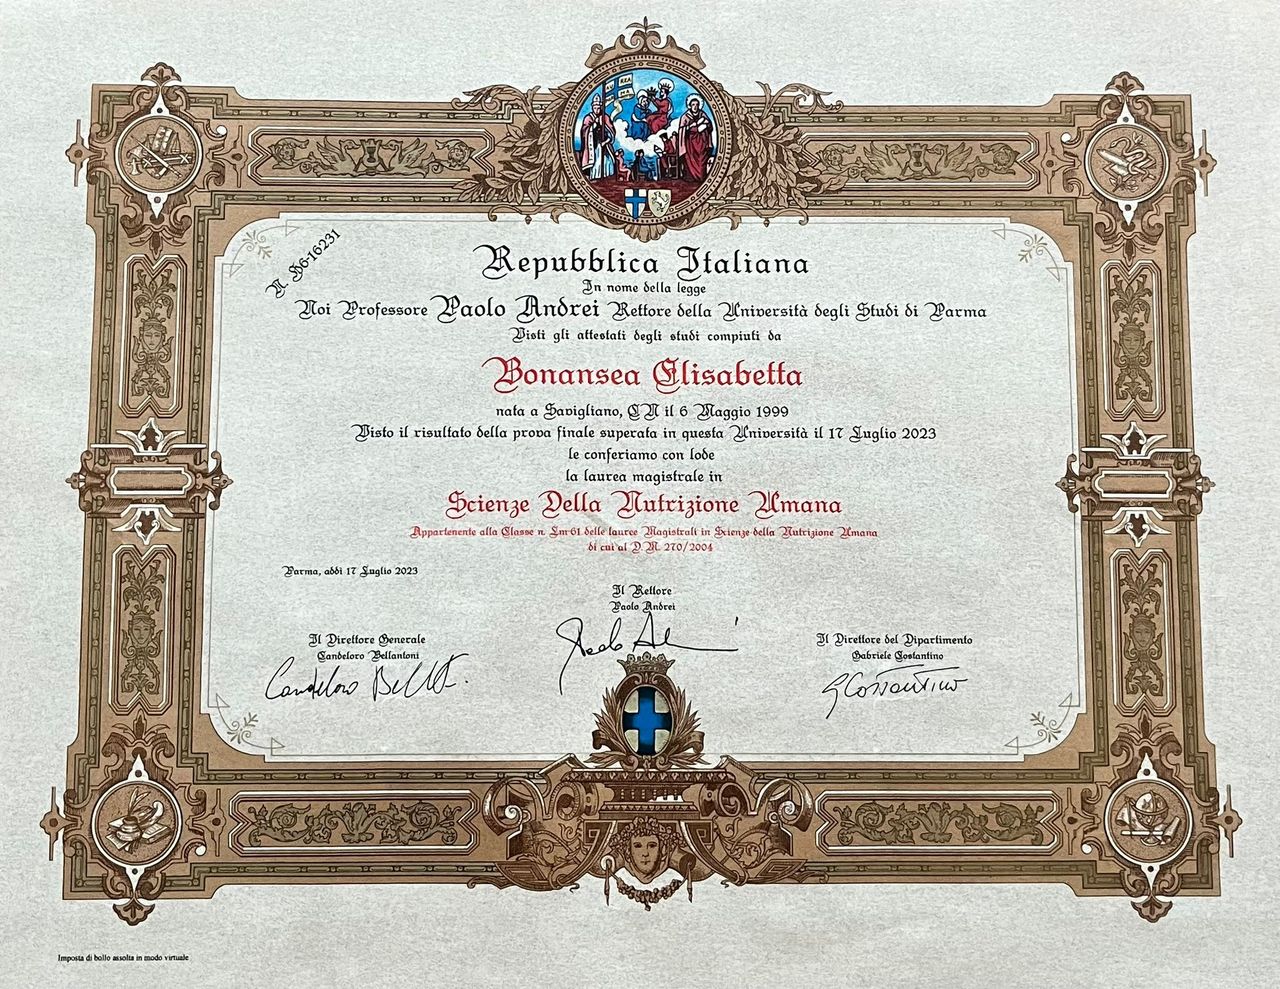 N. D6-16231
Repubblica Italiana
In nome della legge
Noi Professore Paolo Andrei Rettore della Università degli Studi di Parma
Visti gli attestati degli studi compiuti da
Bonansea Elisabetta
nata a Savigliano, CN il 6 Maggio 1999
Visto il risultato della prova finale superata in questa Università il 17 Luglio 2023
le conferiamo con lode
la laurea magistrale in
Scienze Della Nutrizione Umana
Appartenente alla Classe n. Lm-61 delle lauree Magistrali in Scienze della Nutrizione Umana
di cui al D. M. 270/2004
Parma, addì 17 Luglio 2023
Il Rettore
Paolo Andrei
Il Direttore Generale
Candeloro Bellantoni
Il Direttore del Dipartimento
Gabriele Costantino
G Costantino
Imposta di bollo assolta in modo virtuale